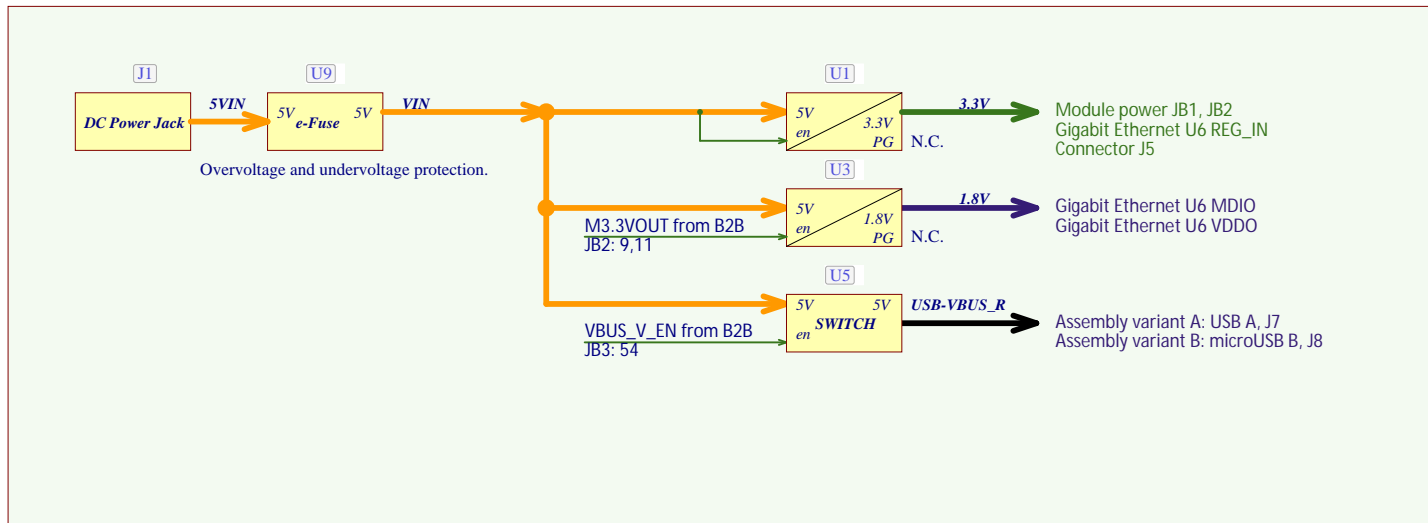 J1
DC Power Jack
5VIN
U9
5V
e-Fuse
5V
VIN
Overvoltage and undervoltage protection.
U1
5V
en
3.3V
PG
N.C.
3.3V
Module power JB1, JB2
Gigabit Ethernet U6 REG_IN
Connector J5
U3
5V
en
1.8V
PG
N.C.
1.8V
M3.3VOUT from B2B
JB2: 9,11
Gigabit Ethernet U6 MDIO
Gigabit Ethernet U6 VDDO
U5
5V
5V
SWITCH
en
USB-VBUS_R
VBUS_V_EN from B2B
JB3: 54
Assembly variant A: USB A, J7
Assembly variant B: microUSB B, J8